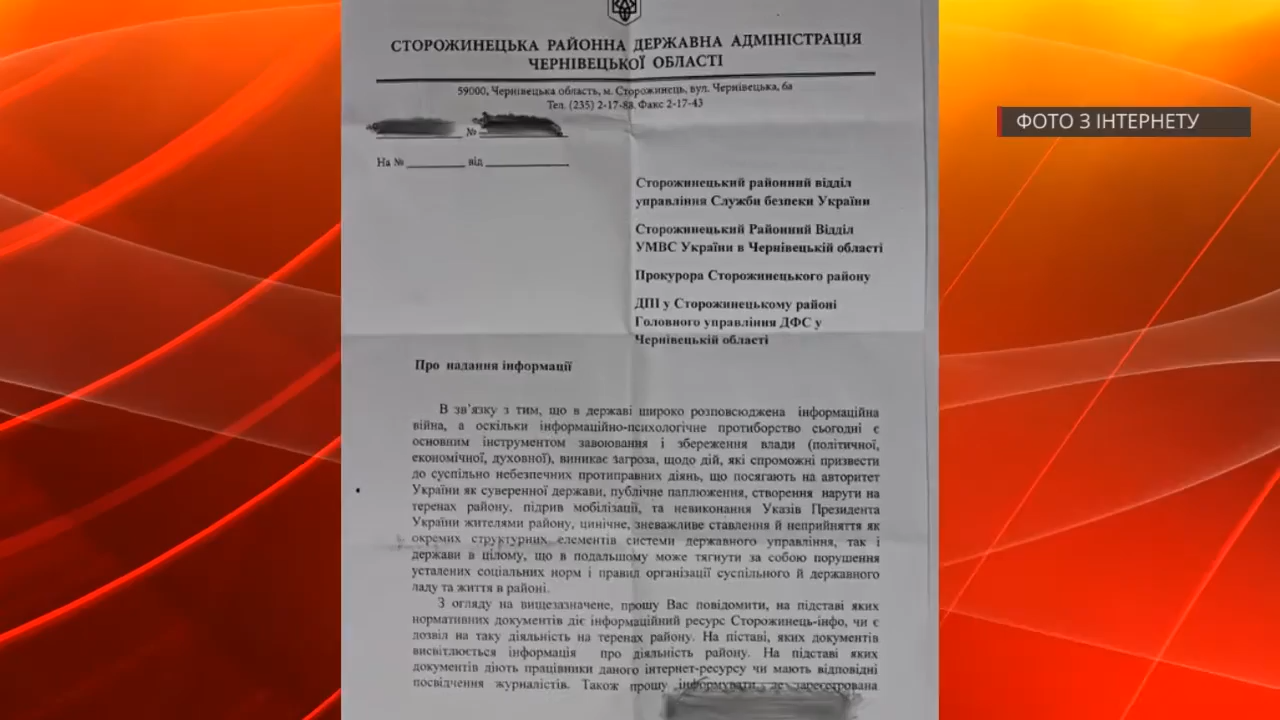 СТОРОЖИНЕЦЬКА РАЙОННА ДЕРЖАВНА АДМІНІСТРАЦІЯ
ЧЕРНІВЕЦЬКОЇ ОБЛАСТІ
59000, Чернівецька область, м. Сторожинець, вул. Чернівецька, 6а
Тел. (235) 2-17-88. Факс 2-17-43
ФОТО З ІНТЕРНЕТУ
№
На № від
Сторожинецький районний відділ
управління Служби безпеки України
Сторожинецький Районний Відділ
УМВС України в Чернівецькій області
Прокурора Сторожинецького району
ДПІ у Сторожинецькому районі
Головного управління ДФС у
Чернівецькій області
Про надання інформації
В зв'язку з тим, що в державі широко розповсюджена інформаційна
війна, а оскільки інформаційно-психологічне протиборство сьогодні є
основним інструментом завоювання і збереження влади (політичної,
економічної, духовної), виникає загроза, щодо дій, які спроможні призвести
до суспільно небезпечних протиправних діянь, що посягають на авторитет
України як суверенної держави, публічне паплюження, створення наруги на
теренах району, підрив мобілізації, та невиконання Указів Президента
України жителями району, цинічне, зневажливе ставлення й неприйняття як
окремих структурних елементів системи державного управління, так і
держави в цілому, що в подальшому може тягнути за собою порушення
усталених соціальних норм і правил організації суспільного й державного
ладу та життя в районі.
З огляду на вищезазначене, прошу Вас повідомити, на підставі яких
нормативних документів діє інформаційний ресурс Сторожинець-інфо, чи є
дозвіл на таку діяльність на теренах району. На піставі, яких документів
висвітлюється інформація про діяльність району. На підставі яких
документів діють працівники даного інтернет-ресурсу чи мають відповідні
посвідчення журналістів. Також прошу інформувати, де зареєстрована